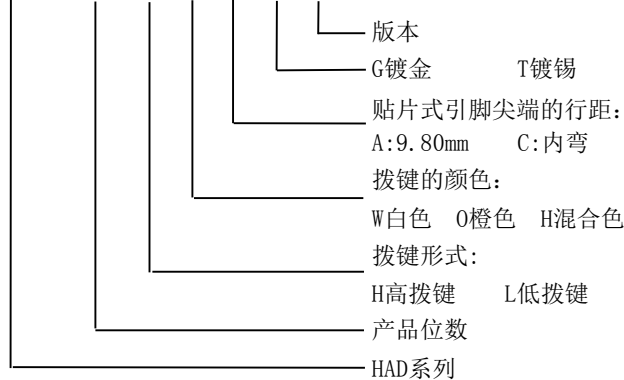 版本
G镀金 T镀锡
贴片式引脚尖端的行距：
A:9.80mm C:内弯
拨键的颜色：
W白色 O橙色 H混合色
拨键形式:
H高拨键 L低拨键
产品位数
HAD系列